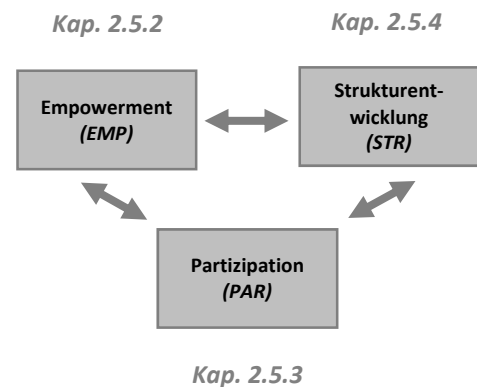 Kap. 2.5.2
Kap. 2.5.4
Empowerment
(EMP)
Strukturent-
wicklung
(STR)
Partizipation
(PAR)
Kap. 2.5.3